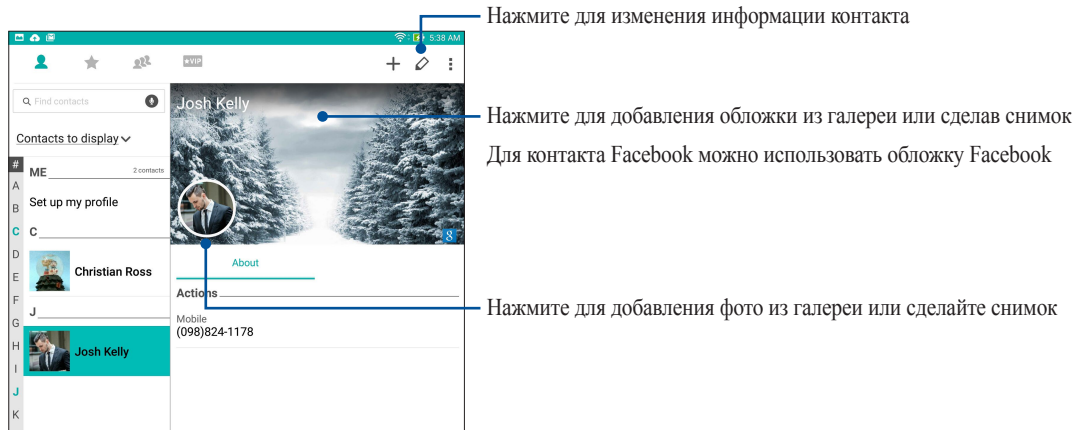 Нажмите для изменения информации контакта
5:38 AM
★VIP
Find contacts
Josh Kelly
Нажмите для добавления обложки из галереи или сделав снимок
Contacts to display
Для контакта Facebook можно использовать обложку Facebook
#
ME
2 contacts
A
B
Set up my profile
C
C
8
D
About
E
Christian Ross
F
Actions
J
Нажмите для добавления фото из галереи или сделайте снимок
G
Mobile
(098)824-1178
H
Josh Kelly
I
J
K